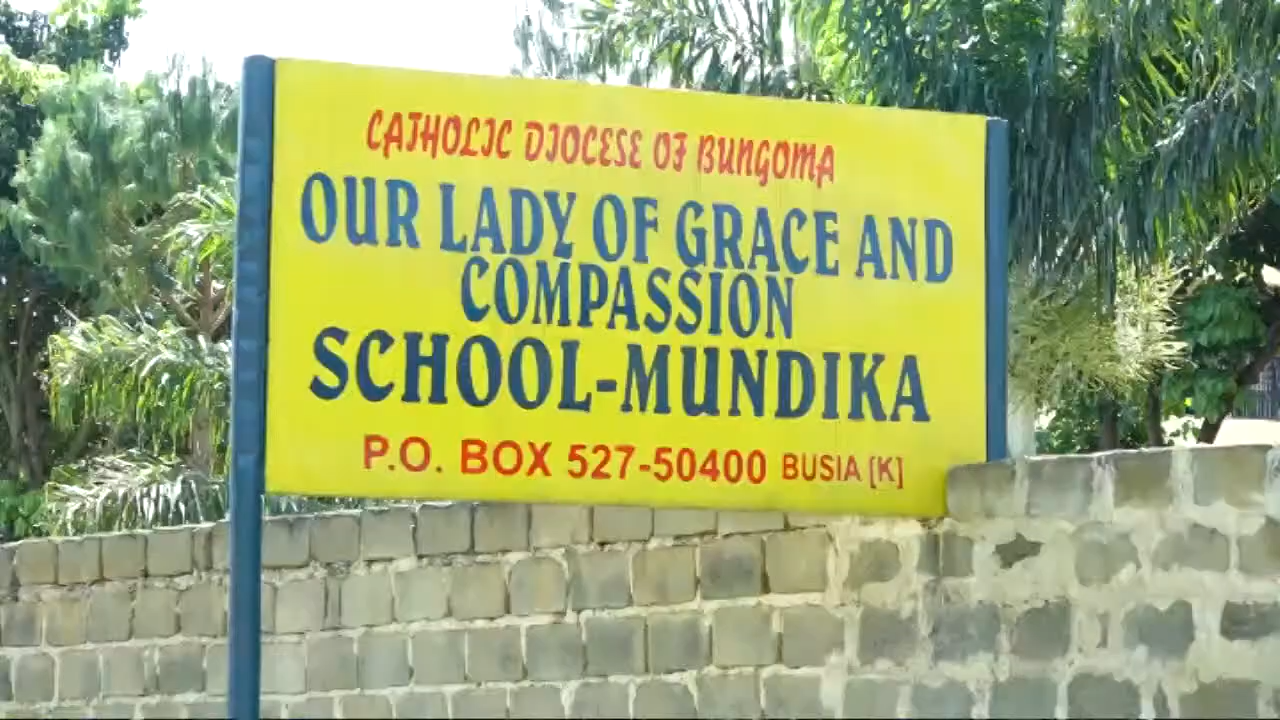 CATHOLIC DIOCESE OF BUNGOMA
OUR LADY OF GRACE AND
COMPASSION
SCHOOL-MUNDIKA
P.O. BOX 527-50400 BUSIA [K]